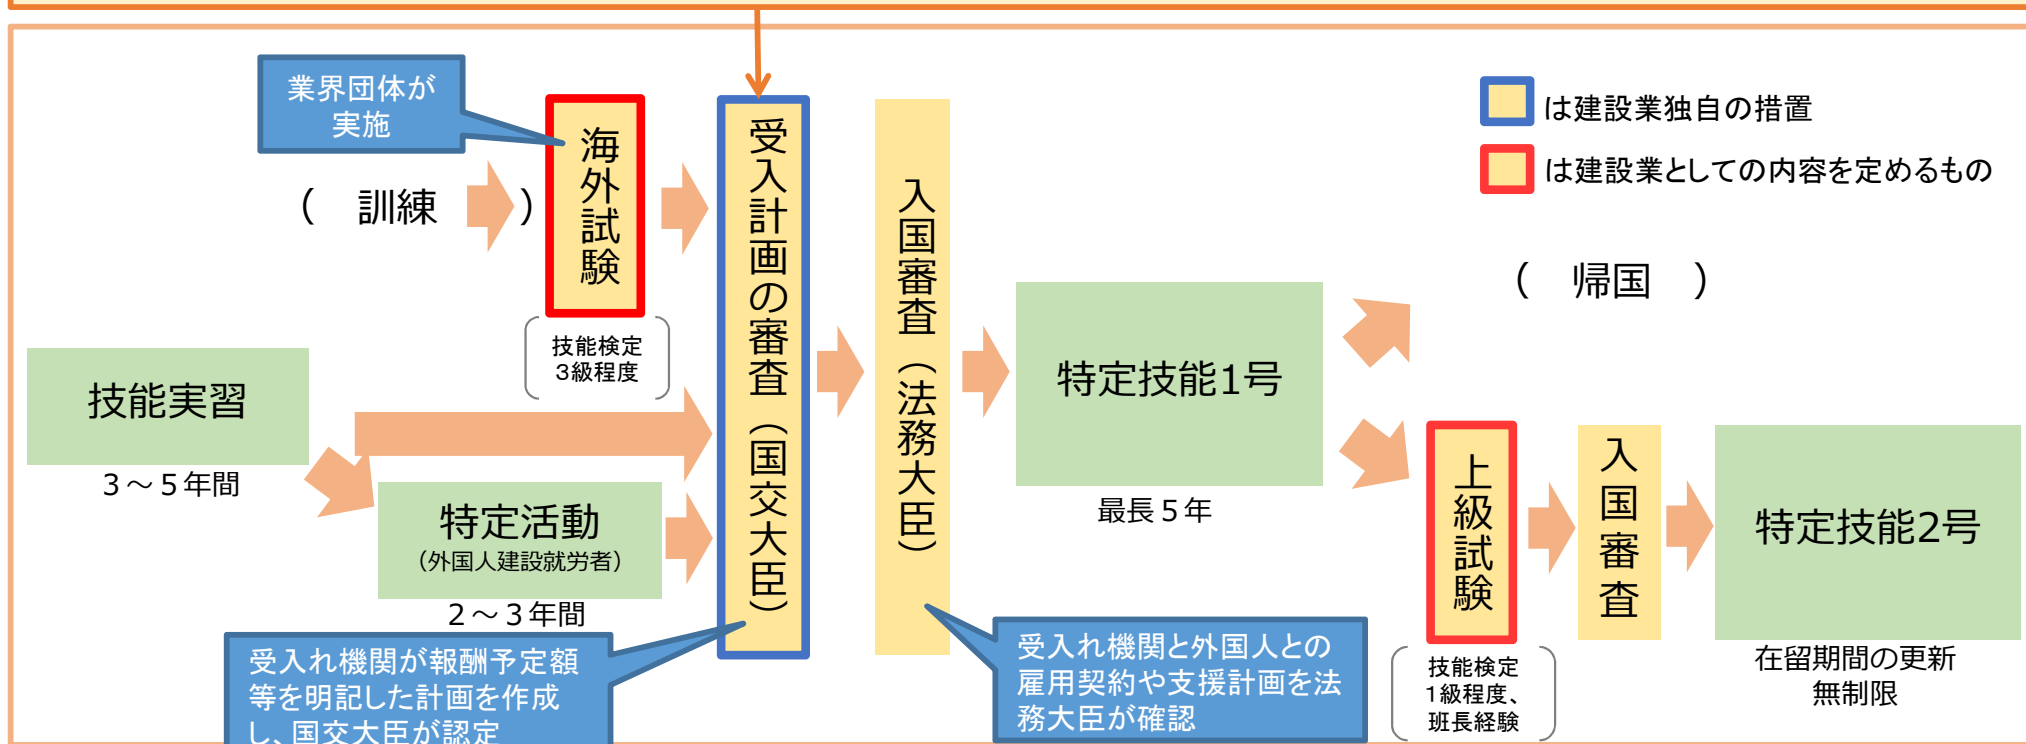 業界団体が
実施
は建設業独自の措置
は建設業としての内容を定めるもの
( 訓練 )
海外試験
技能検定
3級程度
受入計画の審査（国交大臣）
入国審査（法務大臣）
( 帰国 )
技能実習
3～5年間
特定活動
（外国人建設就労者）
2～3年間
特定技能1号
最長5年
上級試験
技能検定
1級程度、
班長経験
入国審査
特定技能2号
在留期間の更新
無制限
受入れ機関が報酬予定額
等を明記した計画を作成
し、国交大臣が認定
受入れ機関と外国人との
雇用契約や支援計画を法
務大臣が確認